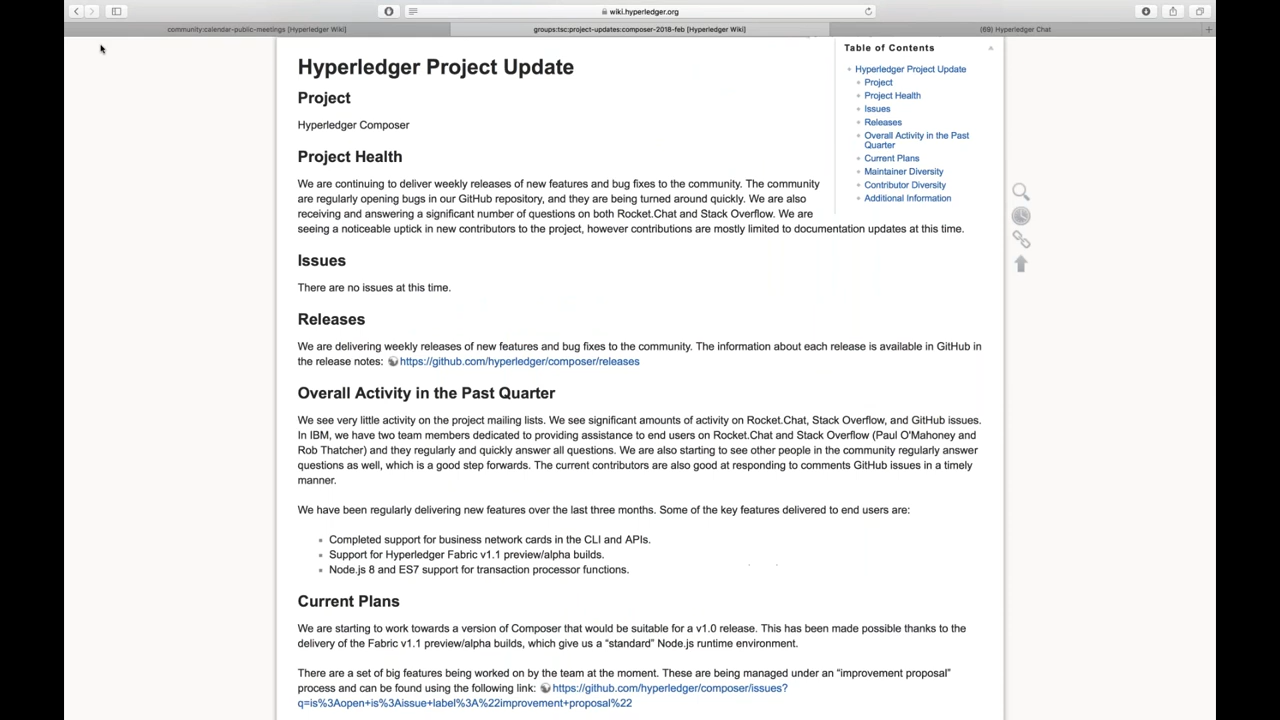 wiki.hyperledger.org
community:calendar-public-meetings [Hyperledger Wiki]
groups:tsc:project-updates:composer-2018-feb [Hyperledger Wiki]
(69) Hyperledger Chat
Hyperledger Project Update
Project
Hyperledger Composer
Project Health
We are continuing to deliver weekly releases of new features and bug fixes to the community. The community
are regularly opening bugs in our GitHub repository, and they are being turned around quickly. We are also
receiving and answering a significant number of questions on both Rocket.Chat and Stack Overflow. We are
seeing a noticeable uptick in new contributors to the project, however contributions are mostly limited to documentation updates at this time.
Issues
There are no issues at this time.
Releases
We are delivering weekly releases of new features and bug fixes to the community. The information about each release is available in GitHub in
the release notes: https://github.com/hyperledger/composer/releases
Overall Activity in the Past Quarter
We see very little activity on the project mailing lists. We see significant amounts of activity on Rocket.Chat, Stack Overflow, and GitHub issues.
In IBM, we have two team members dedicated to providing assistance to end users on Rocket.Chat and Stack Overflow (Paul O'Mahoney and
Rob Thatcher) and they regularly and quickly answer all questions. We are also starting to see other people in the community regularly answer
questions as well, which is a good step forwards. The current contributors are also good at responding to comments GitHub issues in a timely
manner.
We have been regularly delivering new features over the last three months. Some of the key features delivered to end users are:
Completed support for business network cards in the CLI and APIs.
Support for Hyperledger Fabric v1.1 preview/alpha builds.
Node.js 8 and ES7 support for transaction processor functions.
Current Plans
We are starting to work towards a version of Composer that would be suitable for a v1.0 release. This has been made possible thanks to the
delivery of the Fabric v1.1 preview/alpha builds, which give us a “standard” Node.js runtime environment.
There are a set of big features being worked on by the team at the moment. These are being managed under an “improvement proposal”
process and can be found using the following link: https://github.com/hyperledger/composer/issues?
q=is%3Aopen+is%3Aissue+label%3A%22improvement+proposal%22
Table of Contents
Hyperledger Project Update
Project
Project Health
Issues
Releases
Overall Activity in the Past
Quarter
Current Plans
Maintainer Diversity
Contributor Diversity
Additional Information